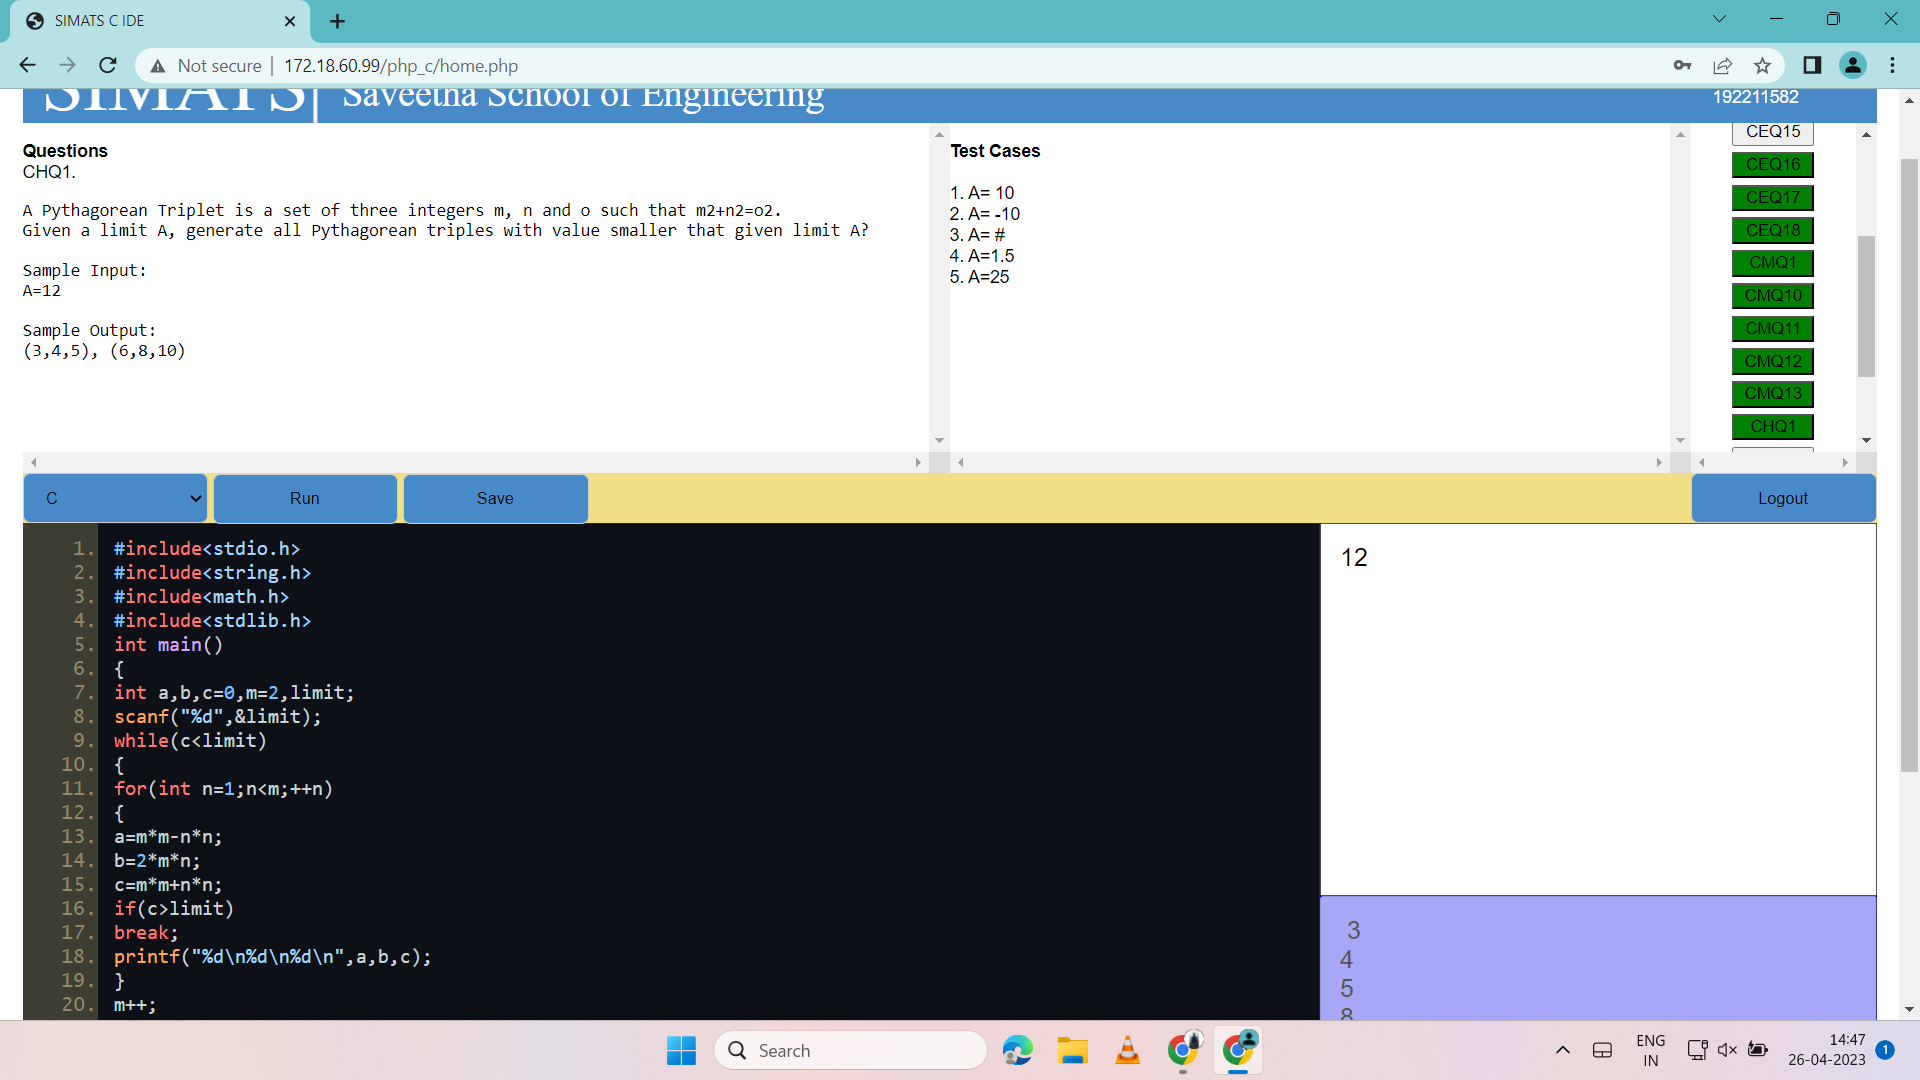 SIMATS C IDE
Not secure | 172.18.60.99/php_c/home.php
SIMATS
Saveetha School of Engineering
192211582
Questions
CHQ1.
A Pythagorean Triplet is a set of three integers m, n and o such that m2+n2=o2.
Given a limit A, generate all Pythagorean triples with value smaller that given limit A?
Sample Input:
A=12
Sample Output:
(3,4,5), (6,8,10)
Test Cases
1. A= 10
2. A= -10
3. A= #
4. A=1.5
5. A=25
CEQ15
CEQ16
CEQ17
CEQ18
CMQ1
CMQ10
CMQ11
CMQ12
CMQ13
CHQ1
C
Run
Save
Logout
1. #include<stdio.h>
2. #include<string.h>
3. #include<math.h>
4. #include<stdlib.h>
5. int main()
6. {
7. int a,b,c=0,m=2,limit;
8. scanf("%d",&limit);
9. while(c<limit)
10. {
11. for(int n=1;n<m;++n)
12. {
13. a=m*m-n*n;
14. b=2*m*n;
15. c=m*m+n*n;
16. if(c>limit)
17. break;
18. printf("%d\n%d\n%d\n",a,b,c);
19. }
20. m++;
12
3
4
5
8
Search
ENG
IN
14:47
26-04-2023
1